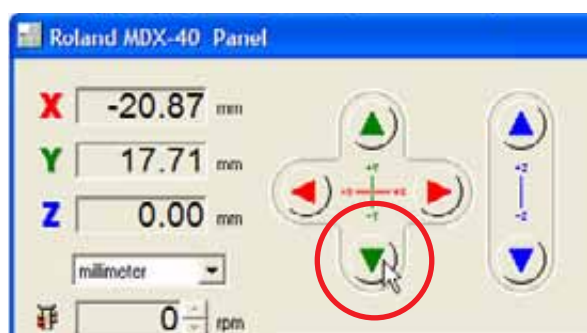 Roland MDX-40 Panel
X -20.87 mm
Y 17.71 mm
Z 0.00 mm
+Y
-X +X
-Y
+Z
-Z
millimeter
0 rpm